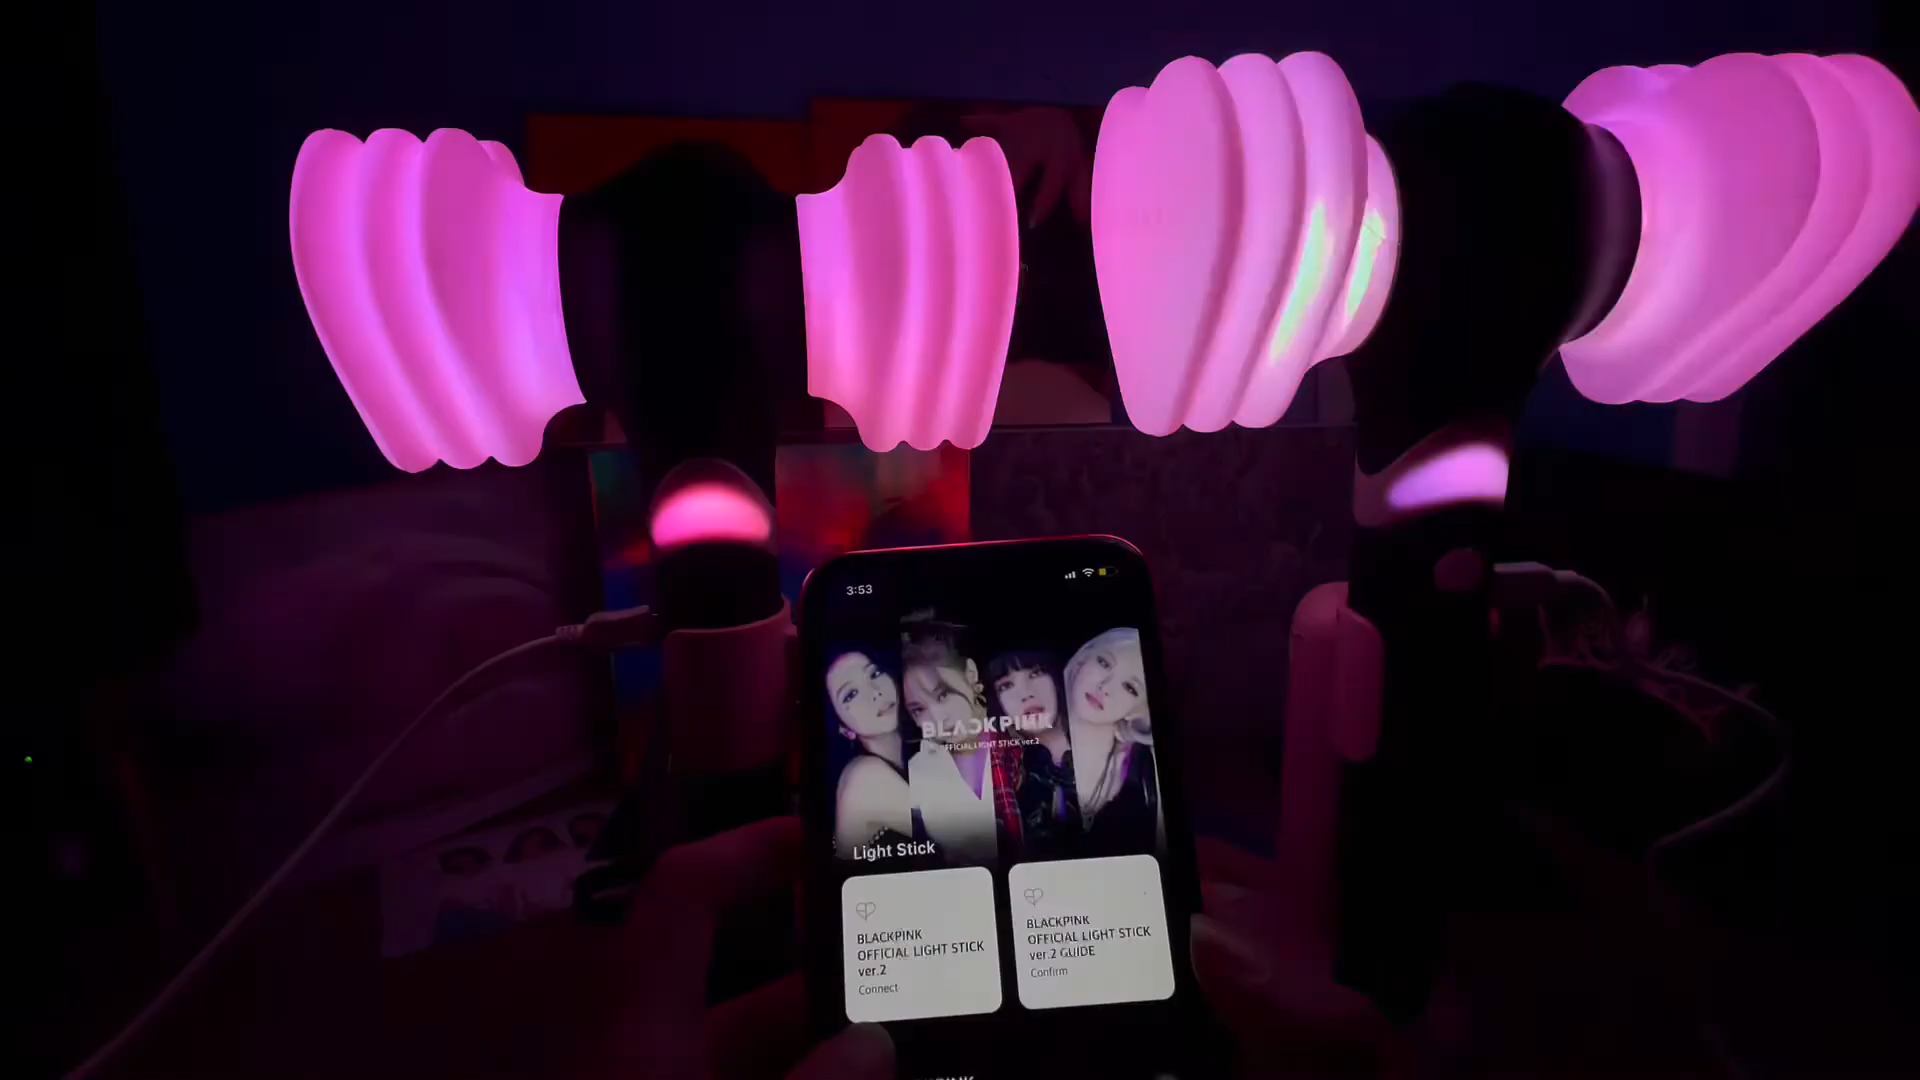 3:53
BLACKPINK
OFFICIAL LIGHT STICK ver.2
Light Stick
BLACKPINK
OFFICIAL LIGHT STICK
ver.2
Connect
BLACKPINK
OFFICIAL LIGHT STICK
ver.2 GUIDE
Confirm